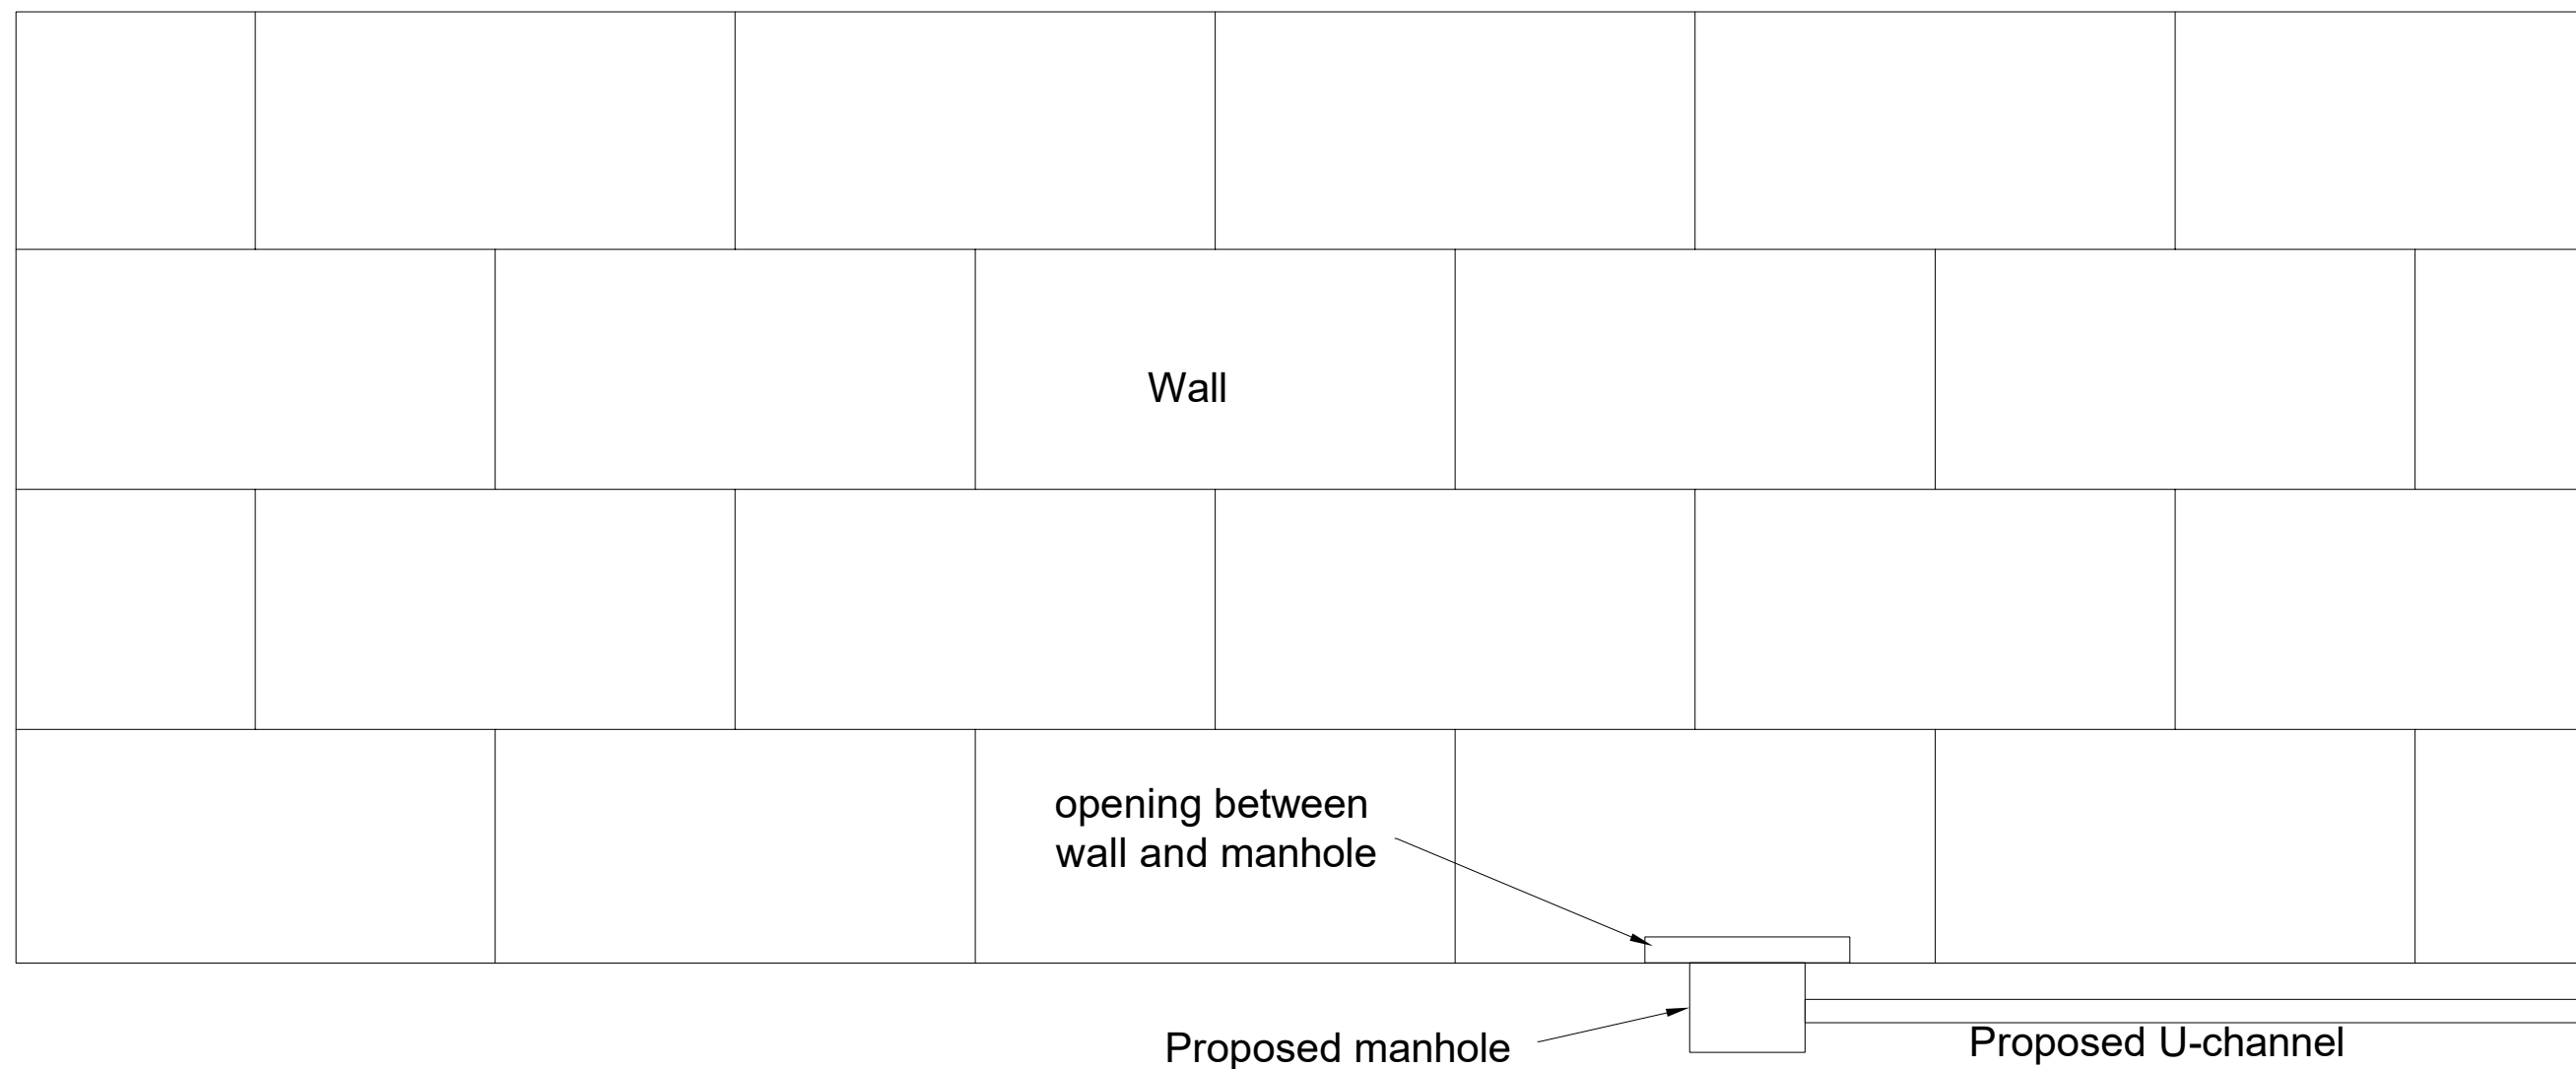 Wall
opening between
wall and manhole
Proposed manhole
Proposed U-channel